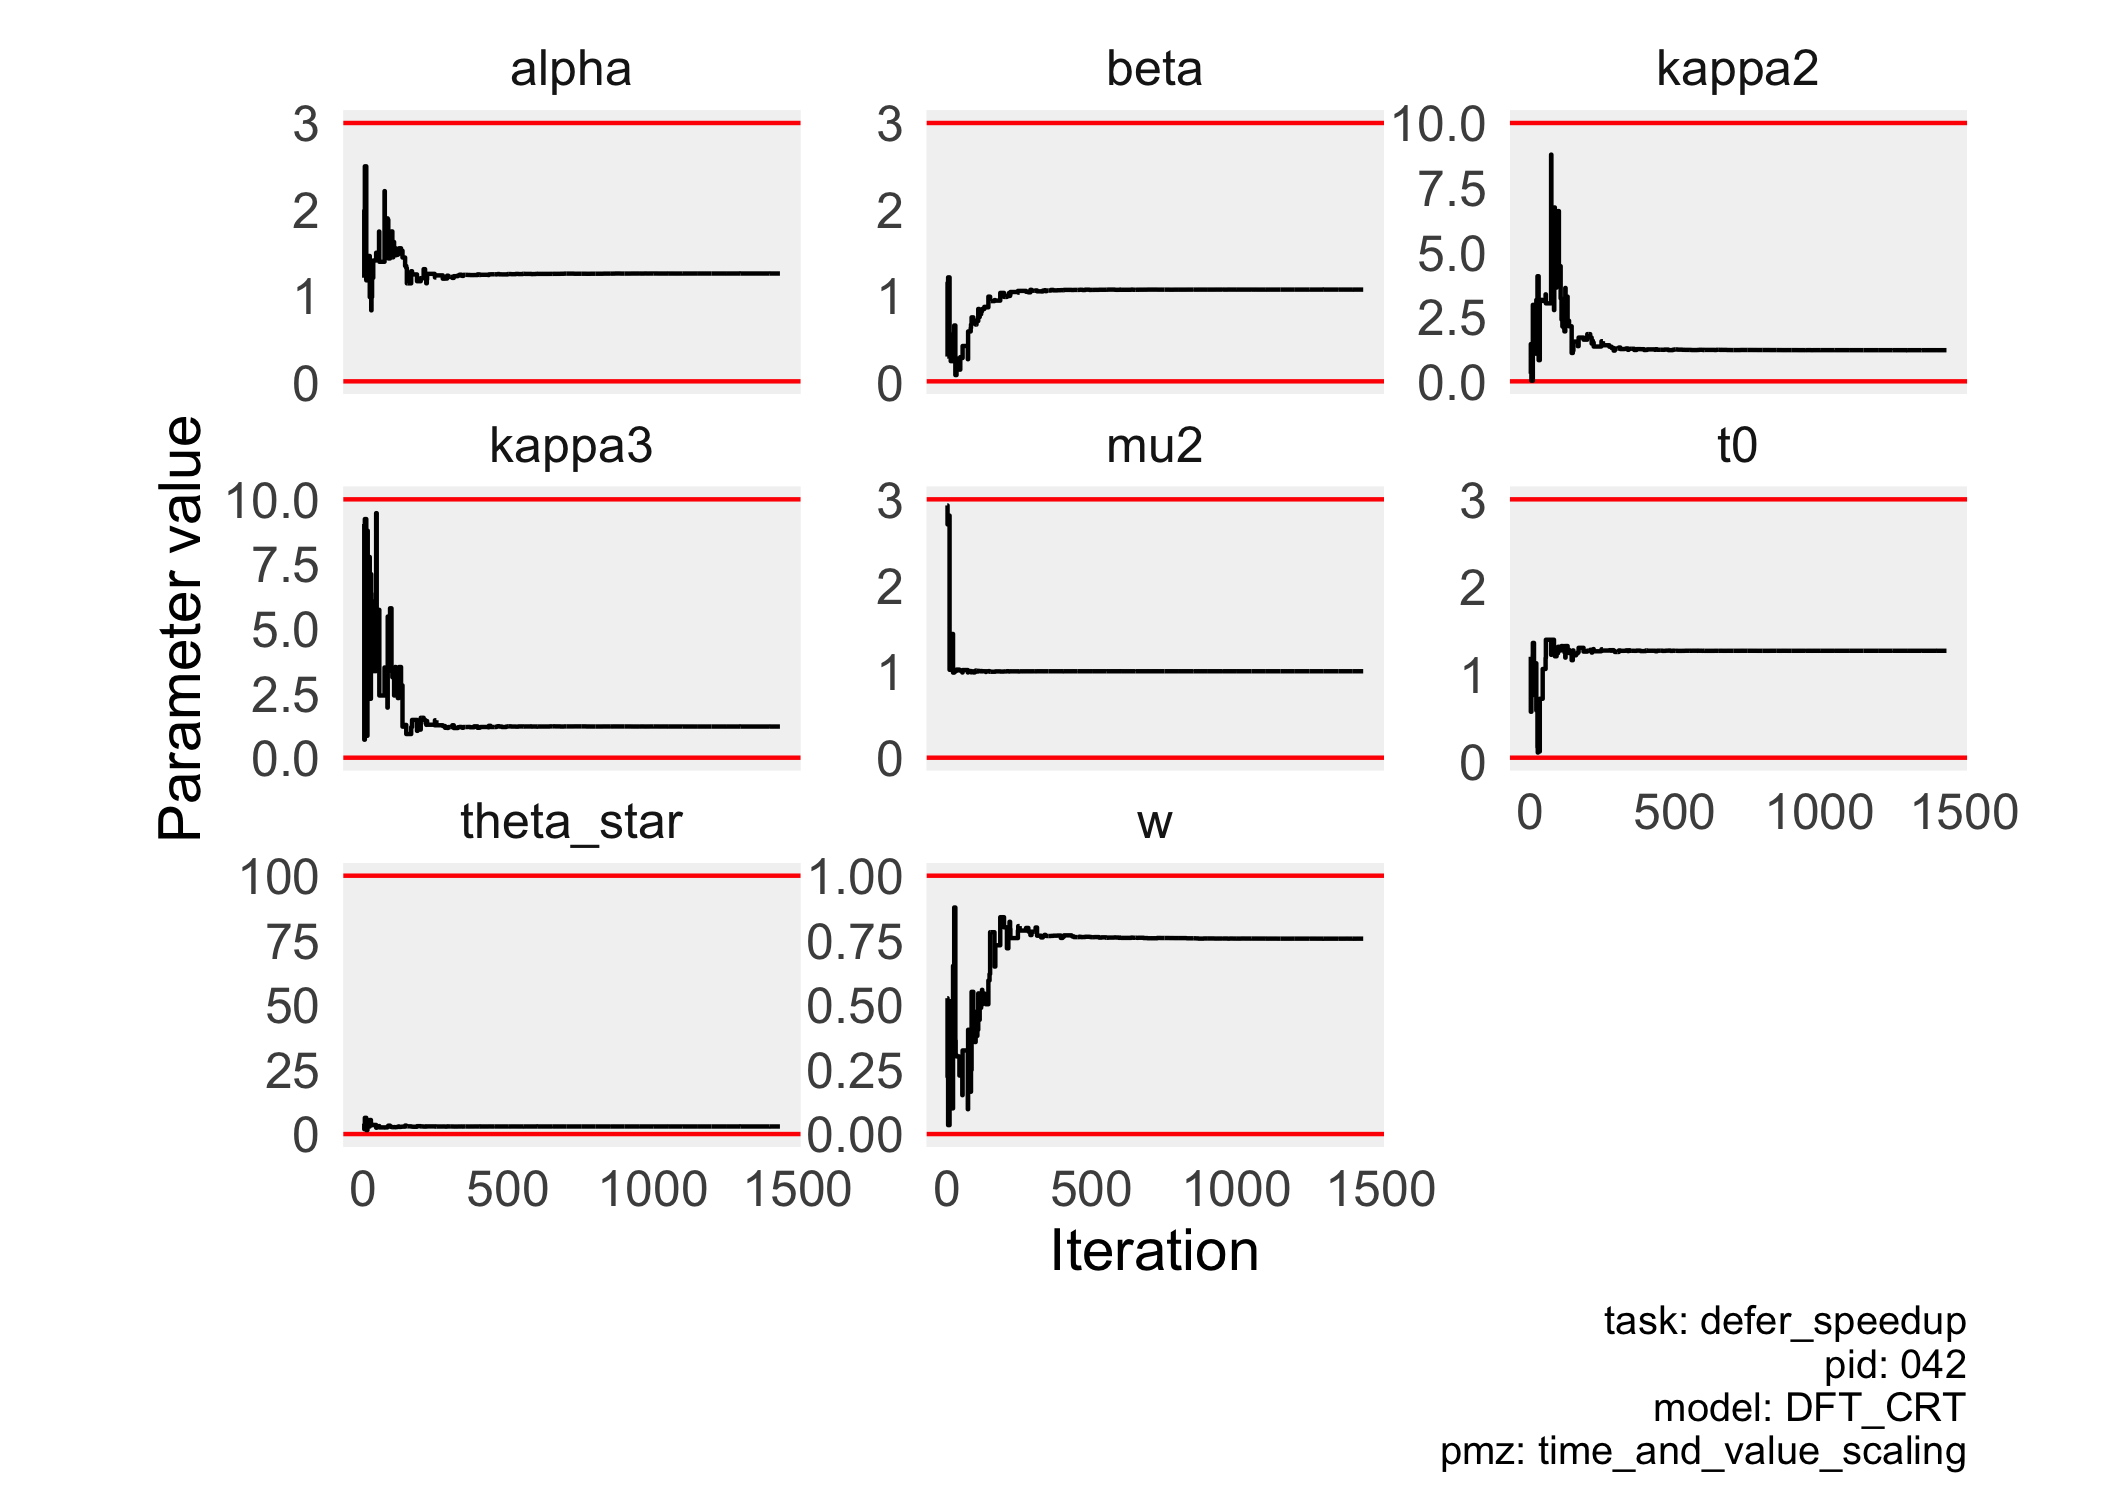 alpha
beta
kappa2
3
2
1
0
3
2
1
0
10.0
7.5
5.0
2.5
0.0
kappa3
mu2
t0
10.0
7.5
5.0
2.5
0.0
3
2
1
0
3
2
1
0
0 500 1000 1500
theta_star
w
100
75
50
25
0
1.00
0.75
0.50
0.25
0.00
0 500 1000 1500
0 500 1000 1500
Parameter value
Iteration
task: defer_speedup
pid: 042
model: DFT_CRT
pmz: time_and_value_scaling